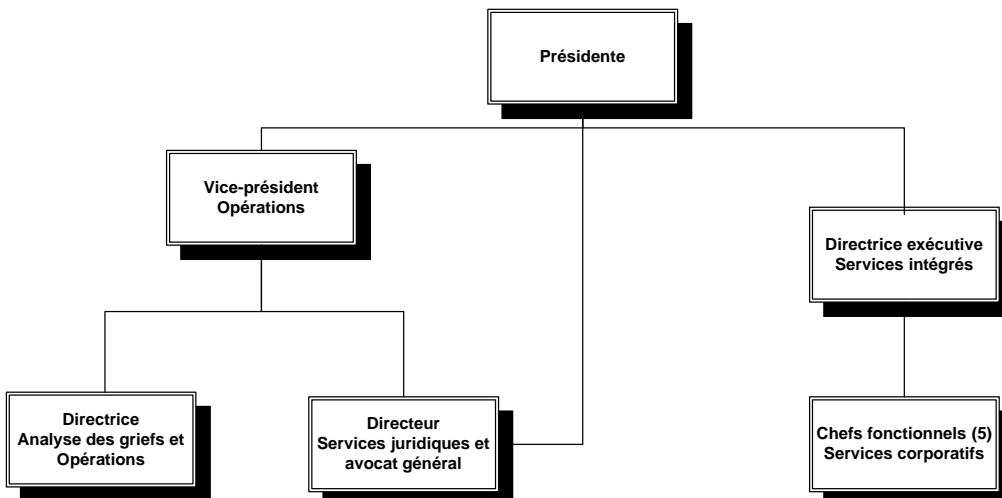 Présidente
Vice-président
Opérations
Directrice exécutive
Services intégrés
Directrice
Analyse des griefs et
Opérations
Directeur
Services juridiques et
avocat général
Chefs fonctionnels (5)
Services corporatifs